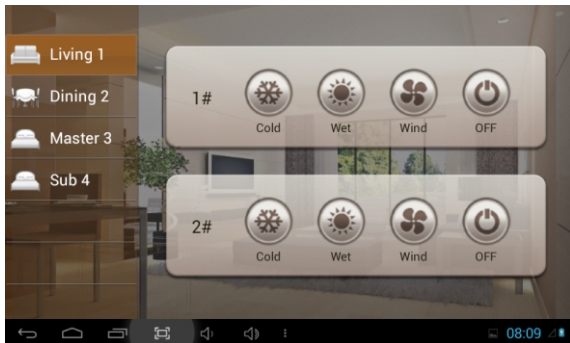 Living 1
Dining 2
Master 3
Sub 4
1#
Cold Wet Wind OFF
2#
Cold Wet Wind OFF
08:09